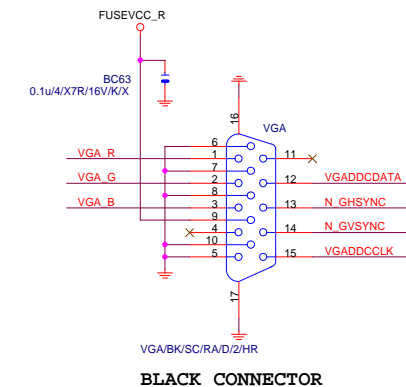 FUSEVCC_R
BC63
0.1u/4/X7R/16V/K/X
16
VGA
6
VGA_R 1 11
7
VGA_G 2 12 VGADDCDATA
8
VGA_B 3 13 N_GHSYNC
9
4 14 N_GVSYNC
10
5 15 VGADDCCLK
17
VGA/BK/SC/RA/D/2/HR
BLACK CONNECTOR